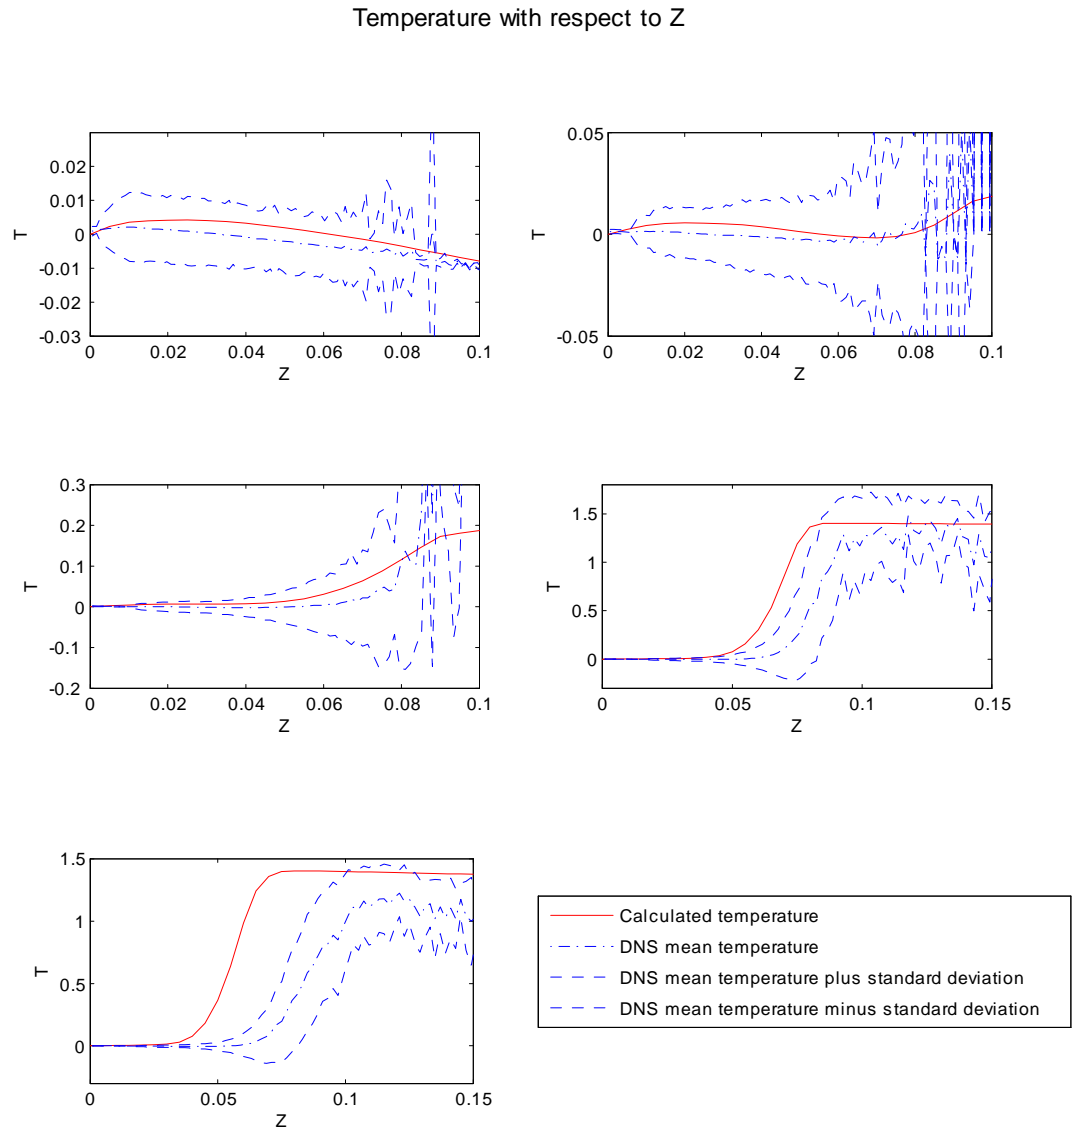 Temperature with respect to Z
0.02
0.01
0
-0.01
-0.02
-0.03
T
0 0.02 0.04 0.06 0.08 0.1
Z
0.05
0
-0.05
T
0 0.02 0.04 0.06 0.08 0.1
Z
0.3
0.2
0.1
0
-0.1
-0.2
T
0 0.02 0.04 0.06 0.08 0.1
Z
1.5
1
0.5
0
T
0 0.05 0.1 0.15
Z
1.5
1
0.5
0
T
0 0.05 0.1 0.15
Z
Calculated temperature
DNS mean temperature
DNS mean temperature plus standard deviation
DNS mean temperature minus standard deviation